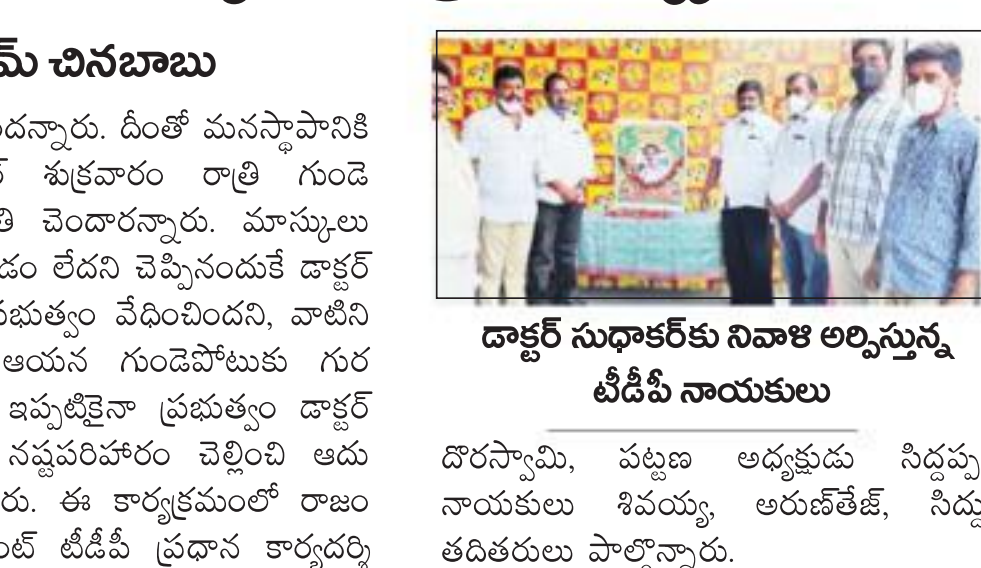 చినబాబు
దన్నారు. దీంతో మనస్థాపానికి
శుక్రవారం రాత్రి గుండె
తి చెందారన్నారు. మాస్కులు
డం లేదని చెప్పినందుకే డాక్టర్
వేధించిందని, వాటిని
ఆయన గుండెపోటుకు గుర
ఇప్పటికైనా ప్రభుత్వం డాక్టర్
నష్టపరిహారం చెల్లించి ఆదు
రు. ఈ కార్యక్రమంలో రాజం
టీడీపీ ప్రధాన కార్యదర్శి
డాక్టర్ సుధాకర్‌కు నివాళి అర్పిస్తున్న
టీడీపీ నాయకులు
దొరస్వామి, పట్టణ అధ్యక్షుడు సిద్దప్ప
నాయకులు శివయ్య, అరుణ్‌తేజ్, సిద్దు
తదితరులు పాల్గొన్నారు.